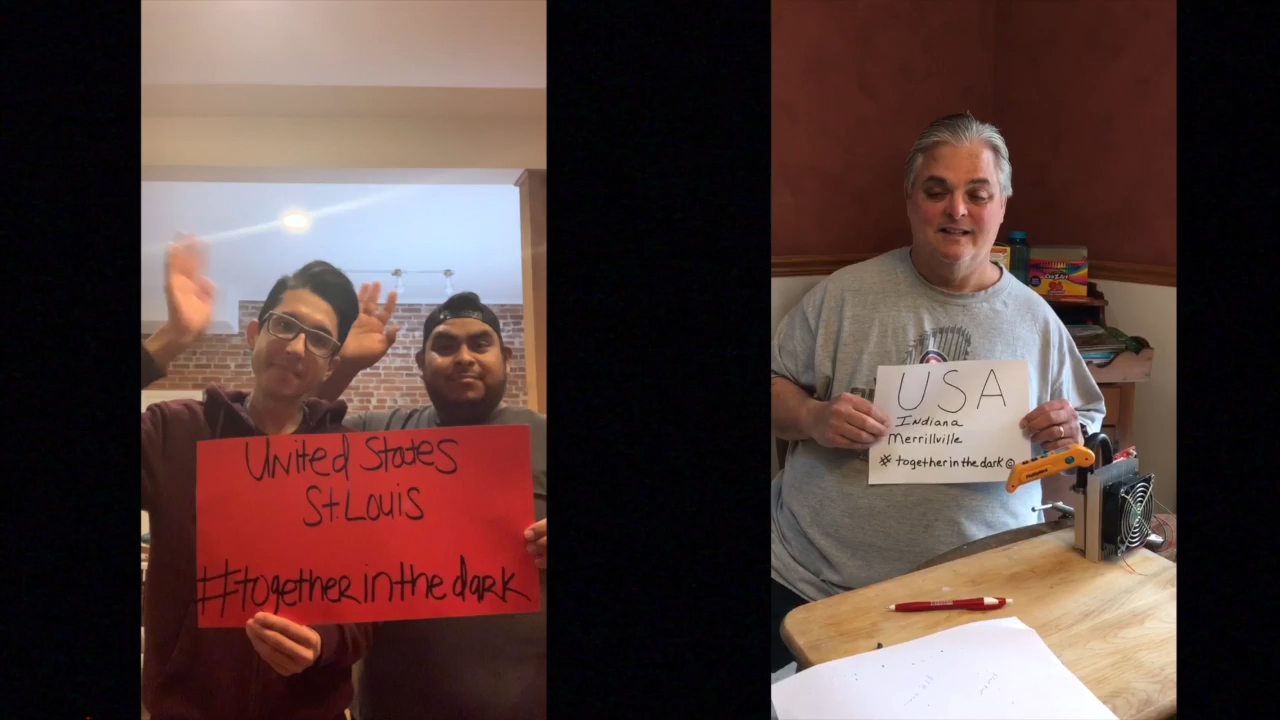 United States
St. Louis
#togetherinthedark
USA
Indiana
Merrillville
#togetherinthedark@